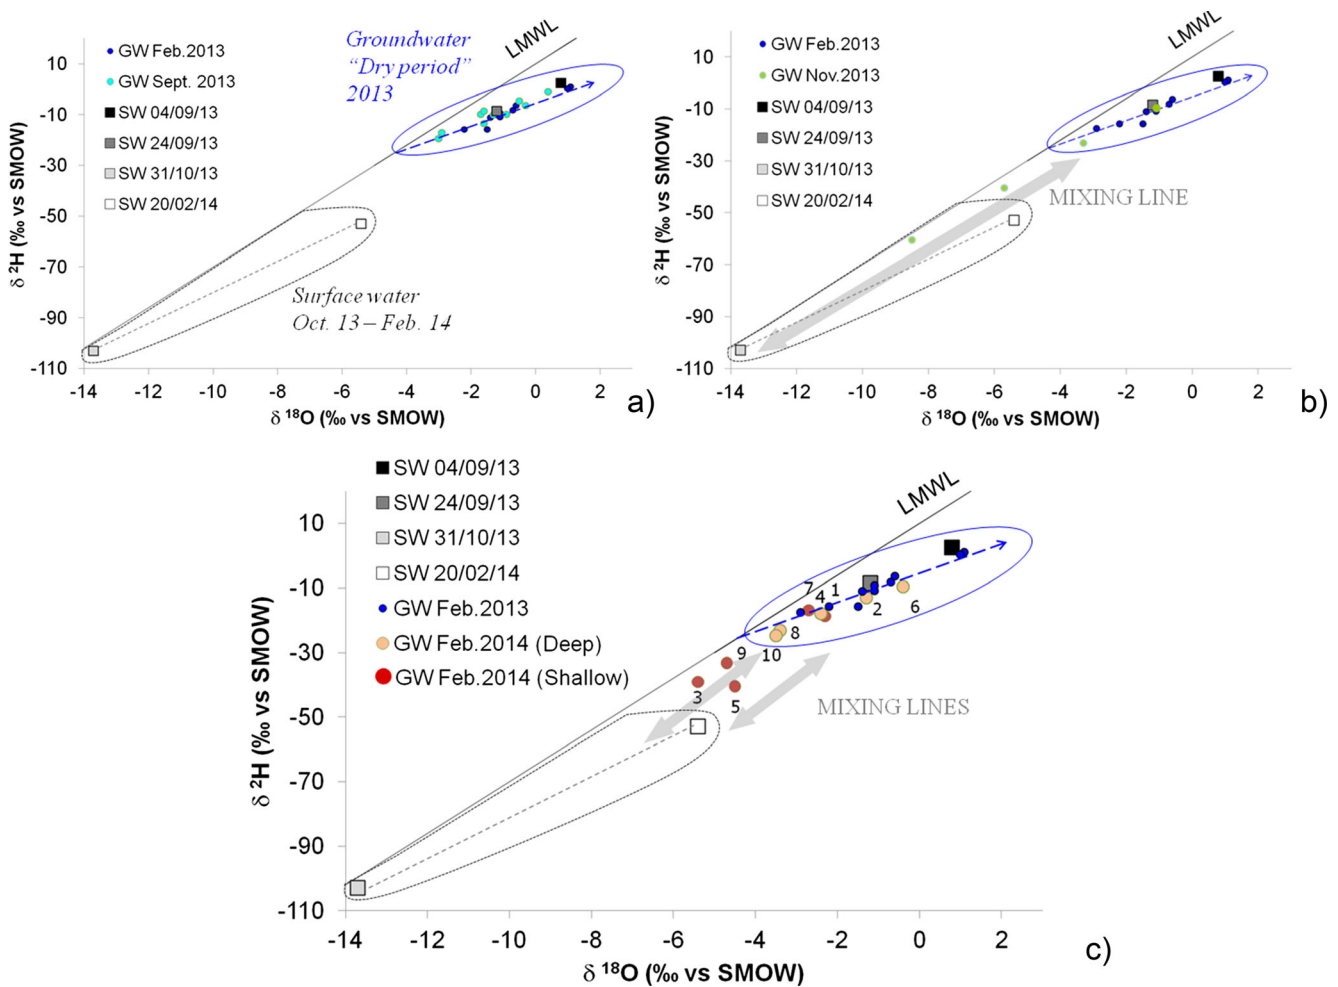 a)
GW Feb.2013
GW Sept. 2013
SW 04/09/13
SW 24/09/13
SW 31/10/13
SW 20/02/14
Groundwater
“Dry period”
2013
LMWL
Surface water
Oct. 13 – Feb. 14
10
-10
-30
-50
-70
-90
-110
δ ²H (‰ vs SMOW)
-14 -12 -10 -8 -6 -4 -2 0 2
δ ¹⁸O (‰ vs SMOW)
b)
GW Feb.2013
GW Nov.2013
SW 04/09/13
SW 24/09/13
SW 31/10/13
SW 20/02/14
LMWL
MIXING LINE
10
-10
-30
-50
-70
-90
-110
δ ²H (‰ vs SMOW)
-14 -12 -10 -8 -6 -4 -2 0 2
δ ¹⁸O (‰ vs SMOW)
c)
SW 04/09/13
SW 24/09/13
SW 31/10/13
SW 20/02/14
GW Feb.2013
GW Feb.2014 (Deep)
GW Feb.2014 (Shallow)
LMWL
7 1
4 2 6
8
9 10
3
5
MIXING LINES
10
-10
-30
-50
-70
-90
-110
δ ²H (‰ vs SMOW)
-14 -12 -10 -8 -6 -4 -2 0 2
δ ¹⁸O (‰ vs SMOW)